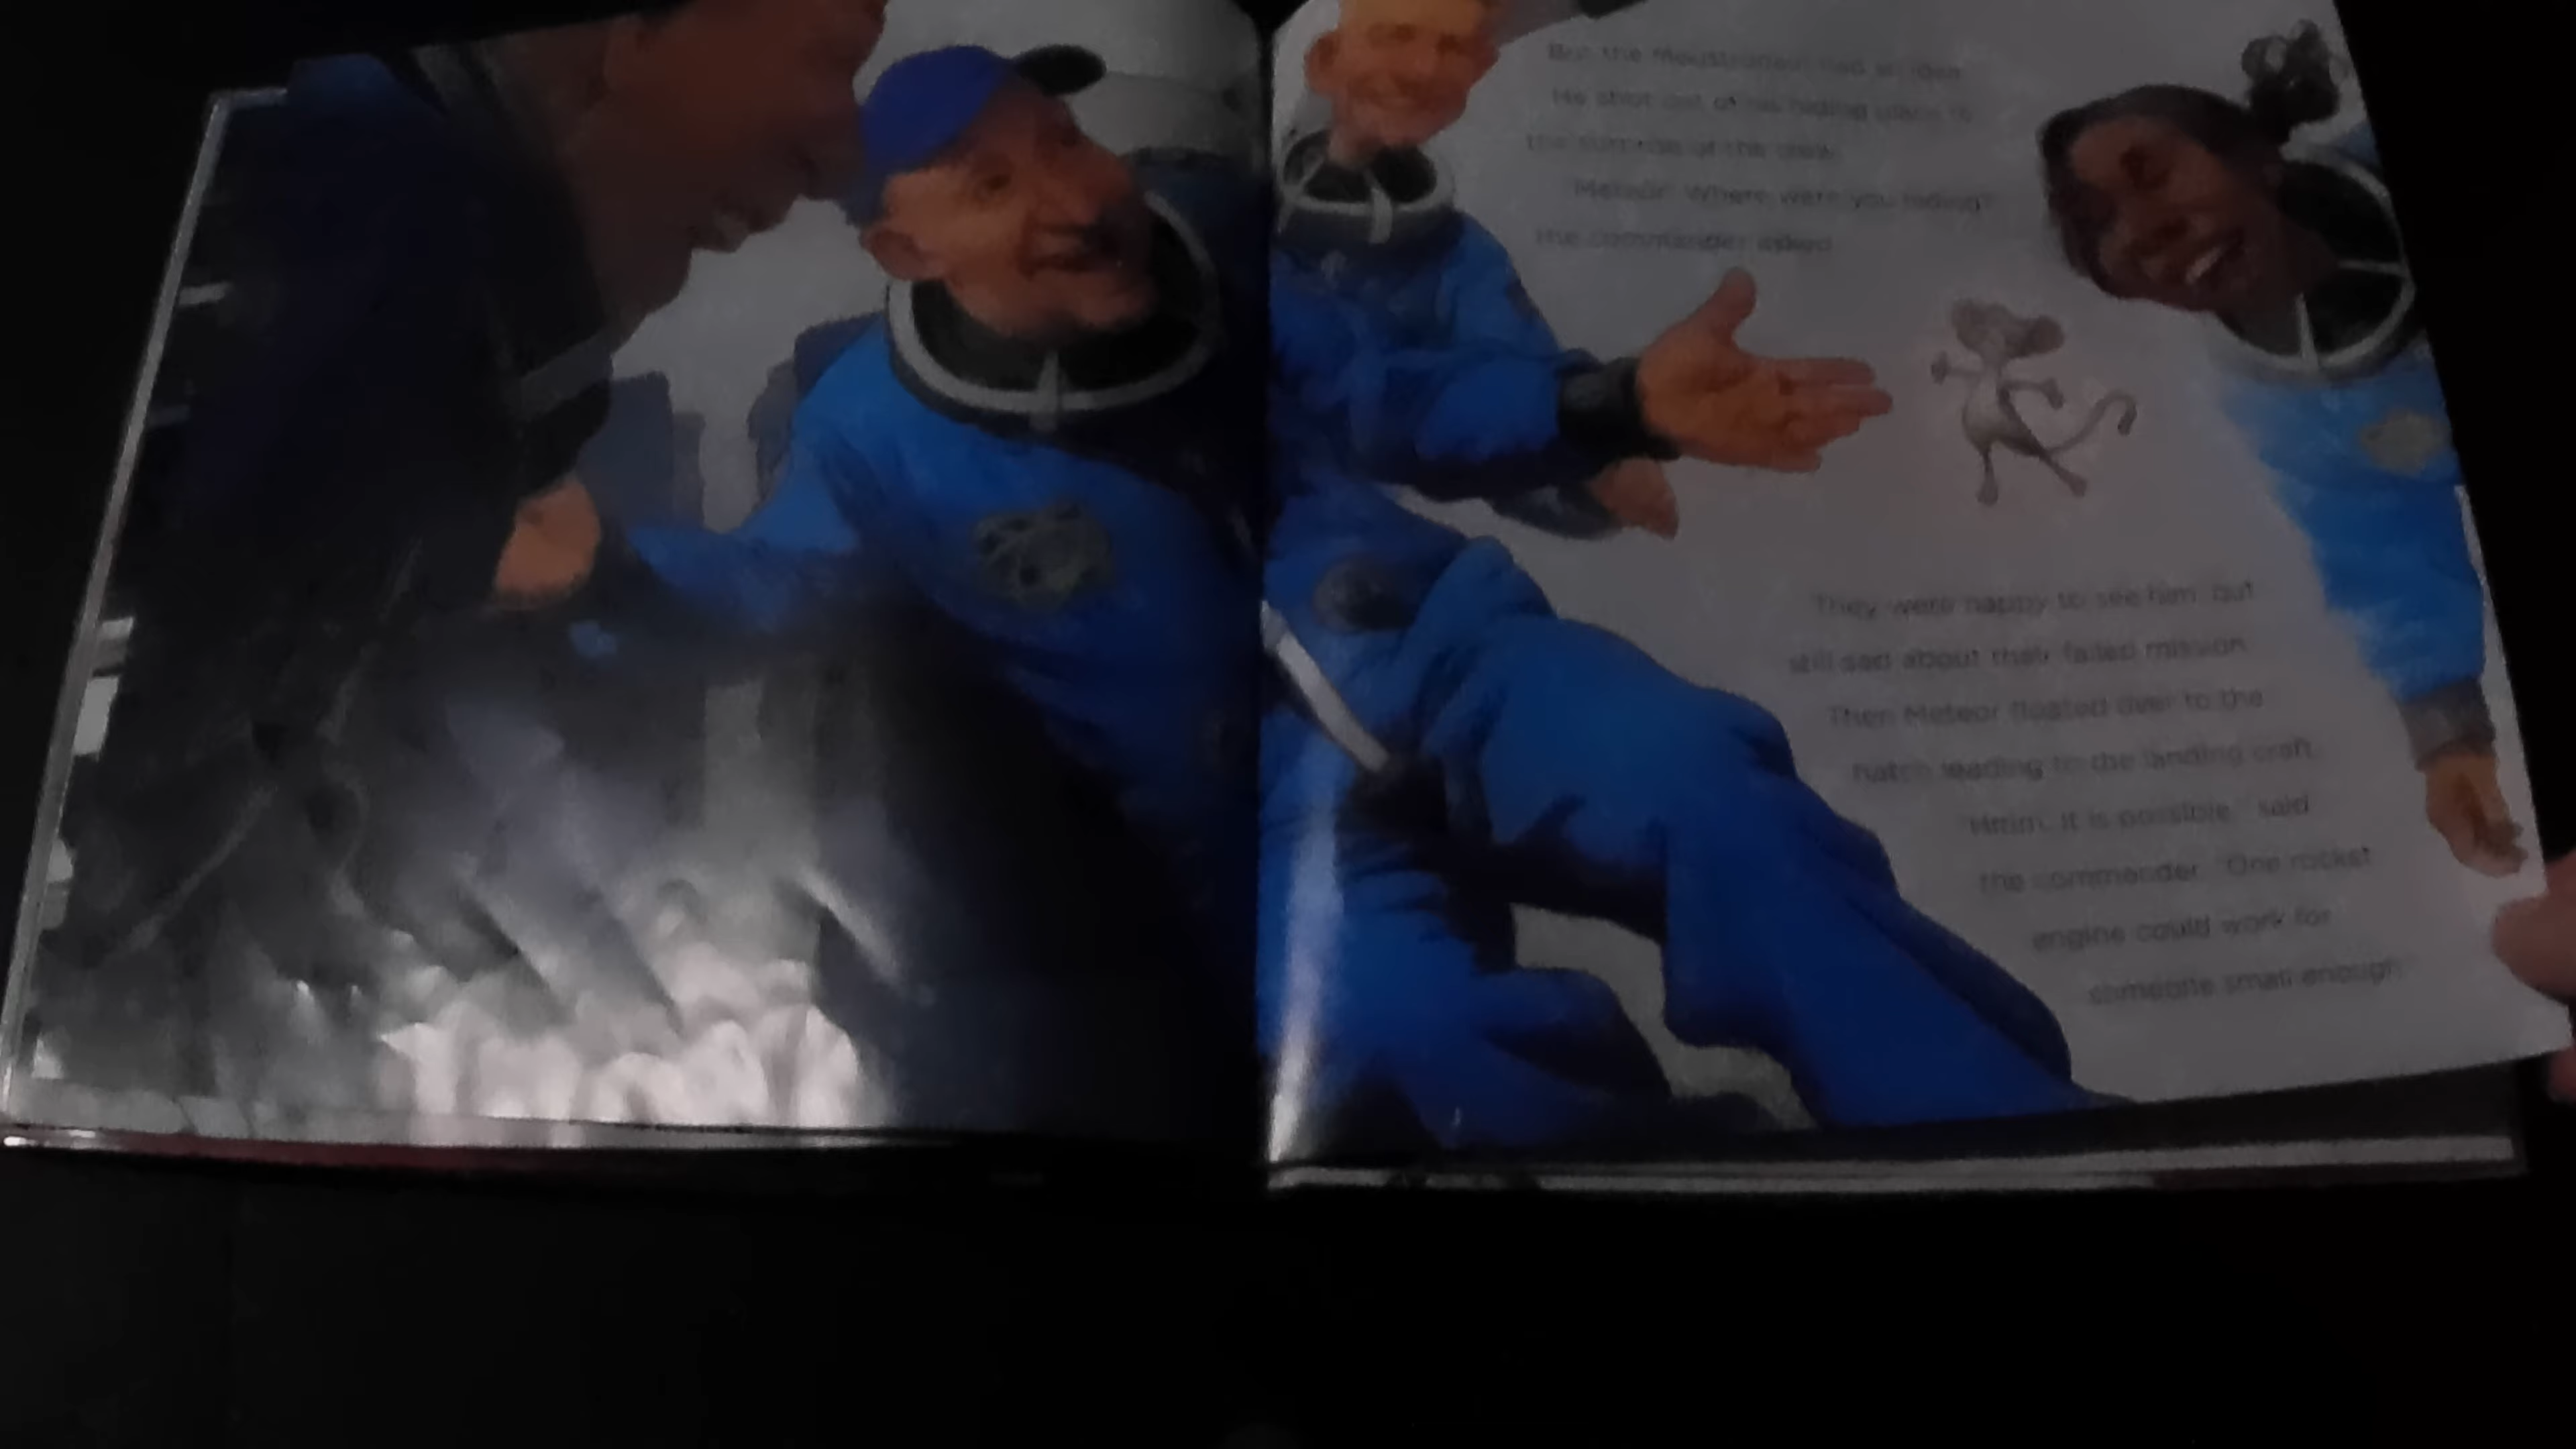 But the Moustronaut had an idea.
He shot out of his hiding place to
the surprise of the crew.
"Meteor! Where were you hiding?"
the commander asked.
They were happy to see him, but
still sad about their failed mission.
Then Meteor floated over to the
hatch leading to the landing craft.
"Hmm. It is possible," said
the commander. "One rocket
engine could work for
someone small enough